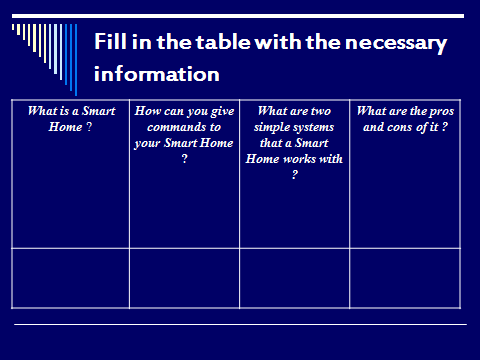 Fill in the table with the necessary
information
What is a Smart
Home ?
How can you give
commands to
your Smart Home
?
What are two
simple systems
that a Smart
Home works with
?
What are the pros
and cons of it ?